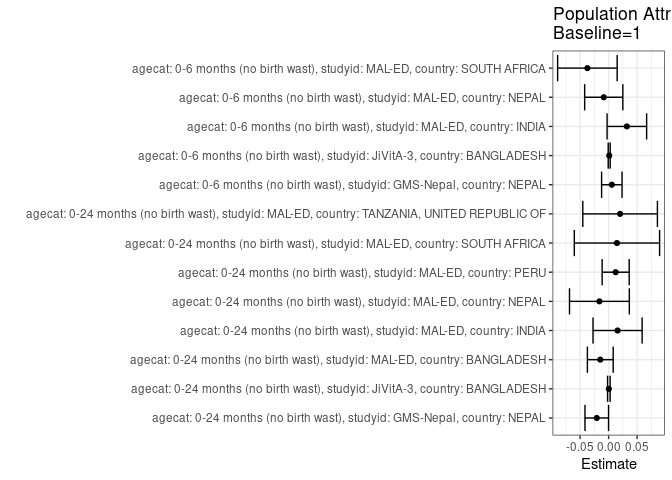 Population Attr
Baseline=1
agecat: 0-6 months (no birth wast), studyid: MAL-ED, country: SOUTH AFRICA
agecat: 0-6 months (no birth wast), studyid: MAL-ED, country: NEPAL
agecat: 0-6 months (no birth wast), studyid: MAL-ED, country: INDIA
agecat: 0-6 months (no birth wast), studyid: JiVitA-3, country: BANGLADESH
agecat: 0-6 months (no birth wast), studyid: GMS-Nepal, country: NEPAL
agecat: 0-24 months (no birth wast), studyid: MAL-ED, country: TANZANIA, UNITED REPUBLIC OF
agecat: 0-24 months (no birth wast), studyid: MAL-ED, country: SOUTH AFRICA
agecat: 0-24 months (no birth wast), studyid: MAL-ED, country: PERU
agecat: 0-24 months (no birth wast), studyid: MAL-ED, country: NEPAL
agecat: 0-24 months (no birth wast), studyid: MAL-ED, country: INDIA
agecat: 0-24 months (no birth wast), studyid: MAL-ED, country: BANGLADESH
agecat: 0-24 months (no birth wast), studyid: JiVitA-3, country: BANGLADESH
agecat: 0-24 months (no birth wast), studyid: GMS-Nepal, country: NEPAL
-0.05 0.00 0.05
Estimate